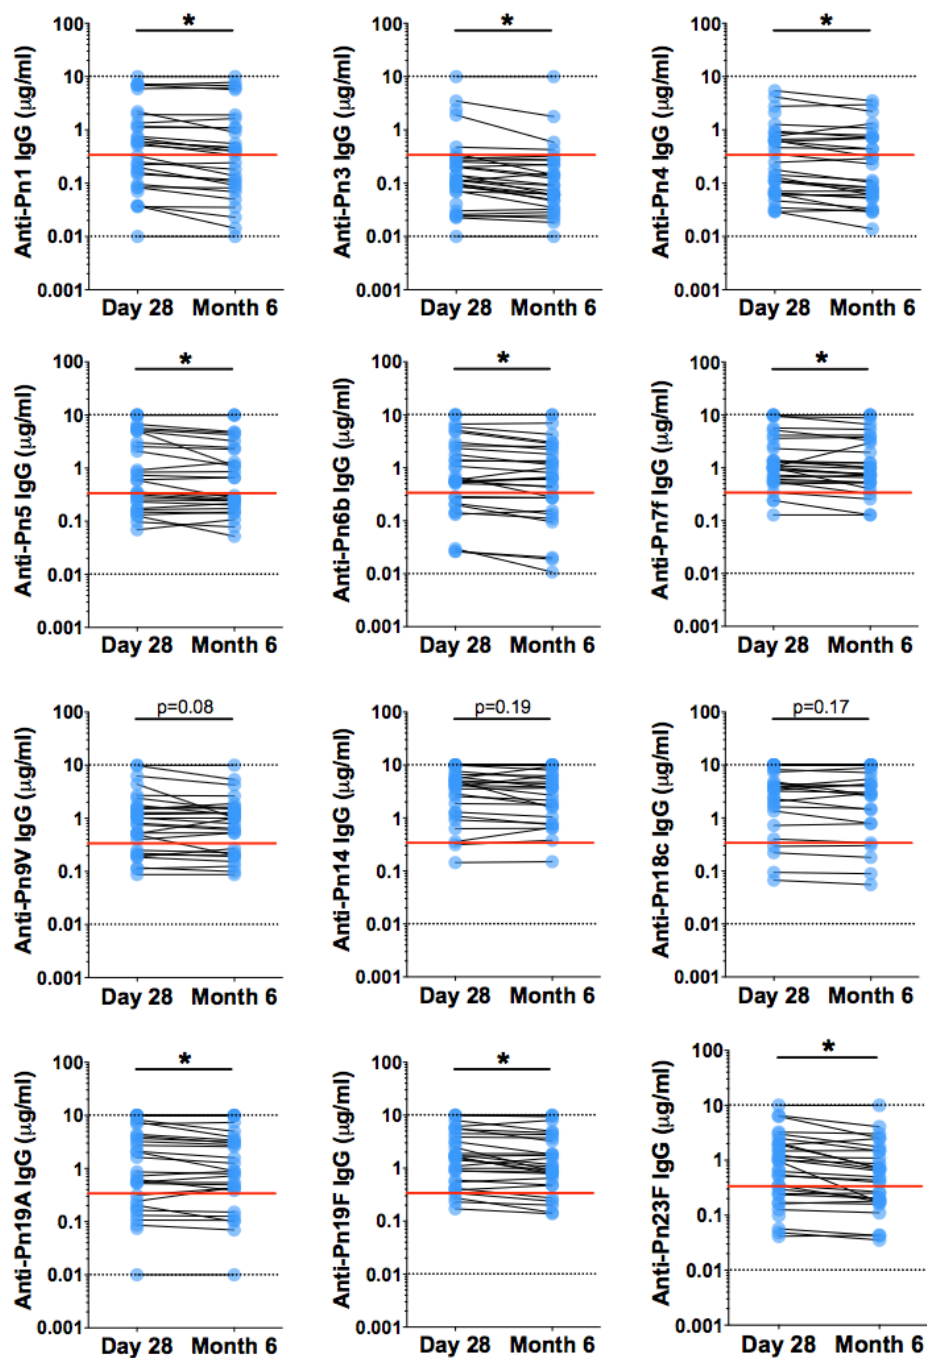 * * *
Anti-Pn1 IgG (μg/ml) 100 10 1 0.1 0.01 0.001 Day 28 Month 6
Anti-Pn3 IgG (μg/ml) 100 10 1 0.1 0.01 0.001 Day 28 Month 6
Anti-Pn4 IgG (μg/ml) 100 10 1 0.1 0.01 0.001 Day 28 Month 6
* * *
Anti-Pn5 IgG (μg/ml) 100 10 1 0.1 0.01 0.001 Day 28 Month 6
Anti-Pn6b IgG (μg/ml) 100 10 1 0.1 0.01 0.001 Day 28 Month 6
Anti-Pn7f IgG (μg/ml) 100 10 1 0.1 0.01 0.001 Day 28 Month 6
p=0.08 p=0.19 p=0.17
Anti-Pn9V IgG (μg/ml) 100 10 1 0.1 0.01 0.001 Day 28 Month 6
Anti-Pn14 IgG (μg/ml) 100 10 1 0.1 0.01 0.001 Day 28 Month 6
Anti-Pn18c IgG (μg/ml) 100 10 1 0.1 0.01 0.001 Day 28 Month 6
* * *
Anti-Pn19A IgG (μg/ml) 100 10 1 0.1 0.01 0.001 Day 28 Month 6
Anti-Pn19F IgG (μg/ml) 100 10 1 0.1 0.01 0.001 Day 28 Month 6
Anti-Pn23F IgG (μg/ml) 100 10 1 0.1 0.01 0.001 Day 28 Month 6